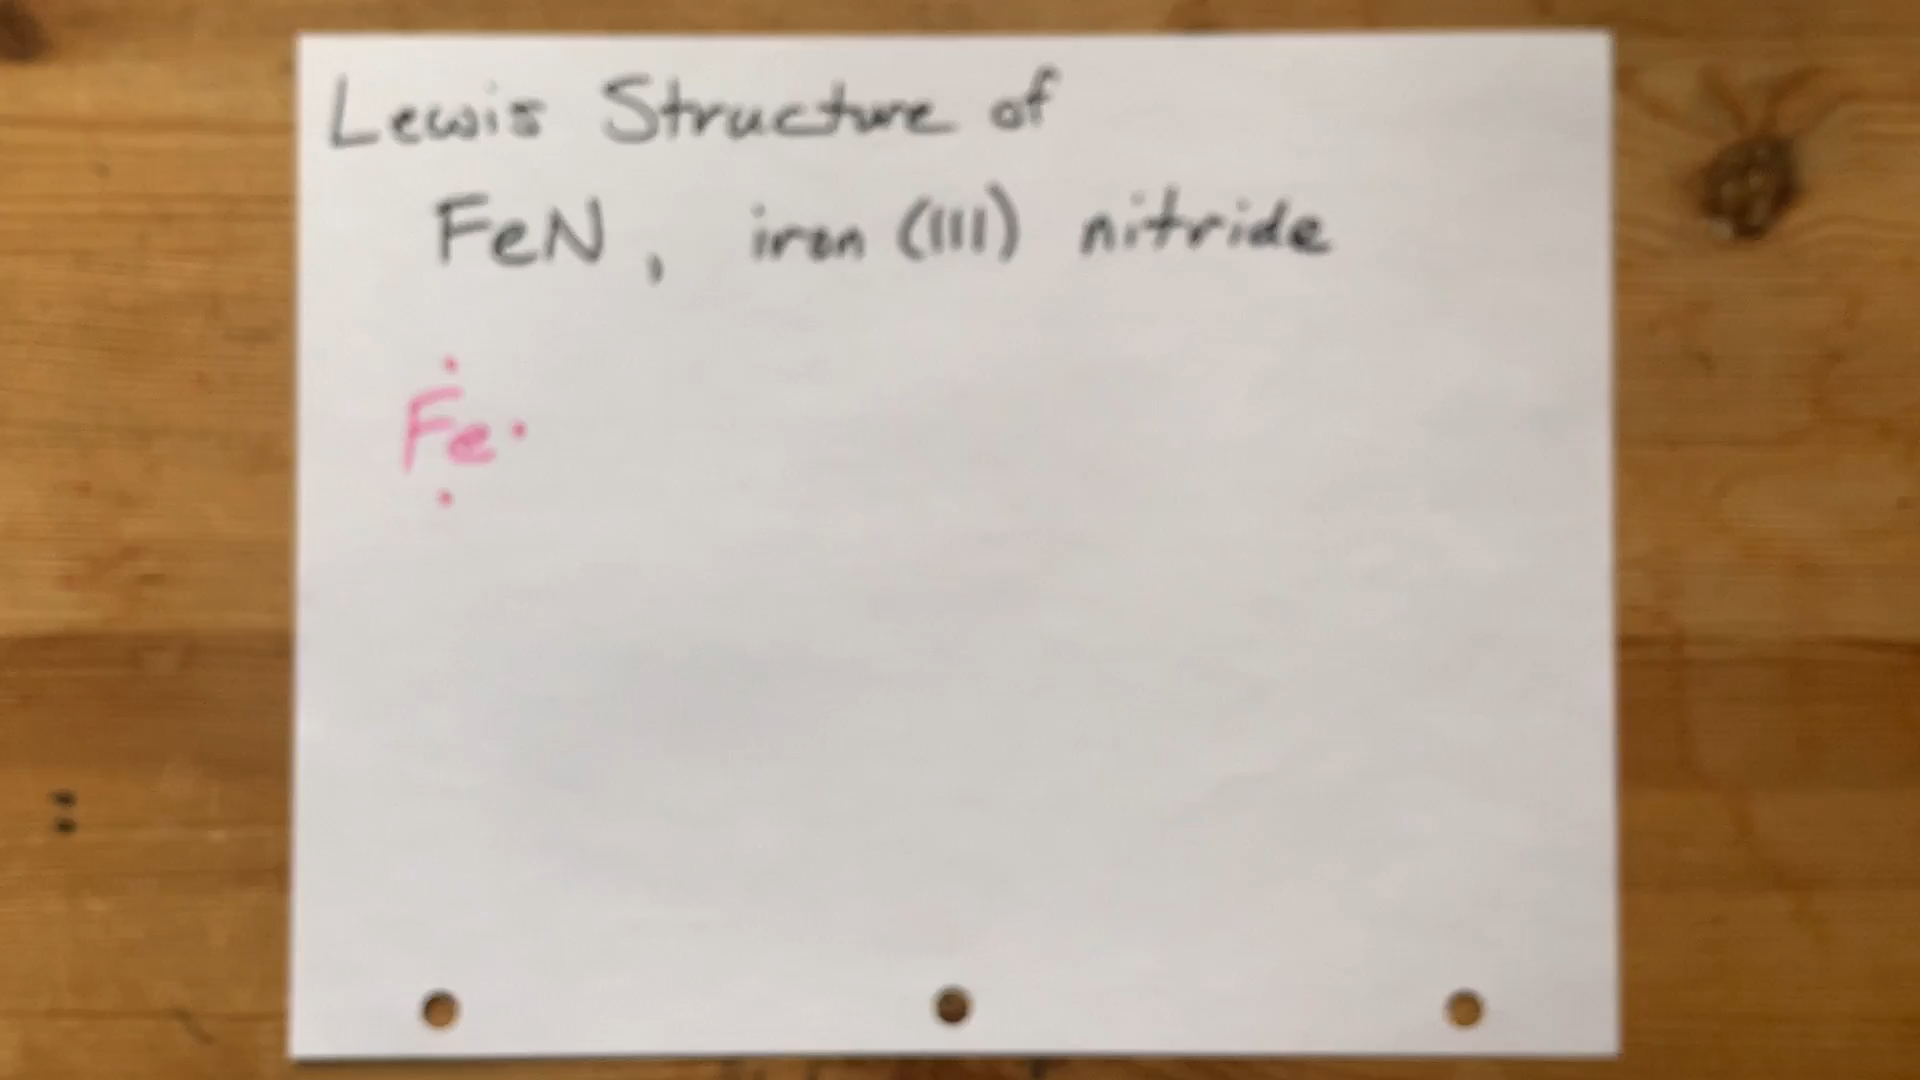 Lewis Structure of
FeN, iron (III) nitride
Fe